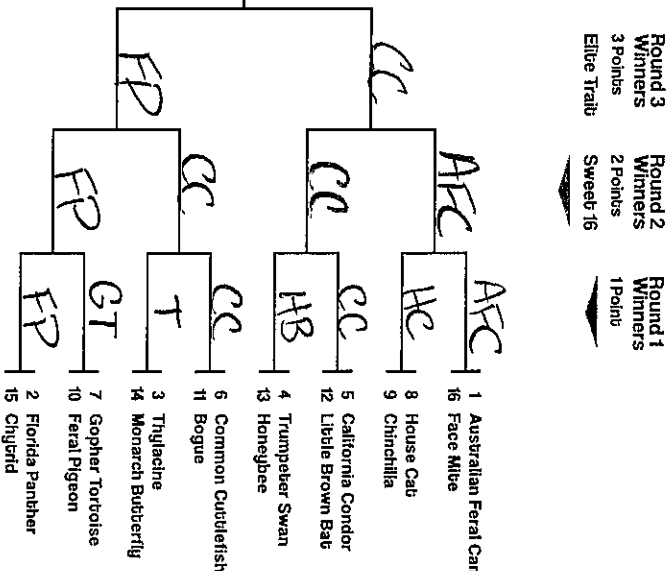 Round 3
Winners
3 Points
Elite Trait
Round 2
Winners
2 Points
Sweet 16
Round 1
Winners
1 Point
1 Australian Feral Can
16 Face Mite
8 House Cat
9 Chinchilla
5 California Condor
12 Little Brown Bat
4 Trumpeter Swan
13 Honeybee
6 Common Cuttlefish
11 Bogue
3 Thylacine
14 Monarch Butterfly
7 Gopher Tortoise
10 Feral Pigeon
2 Florida Panther
15 Chytrid
AFC
HC
CC
HB
CC
T
GT
FP
AFC
CC
CC
FP
CC
FP